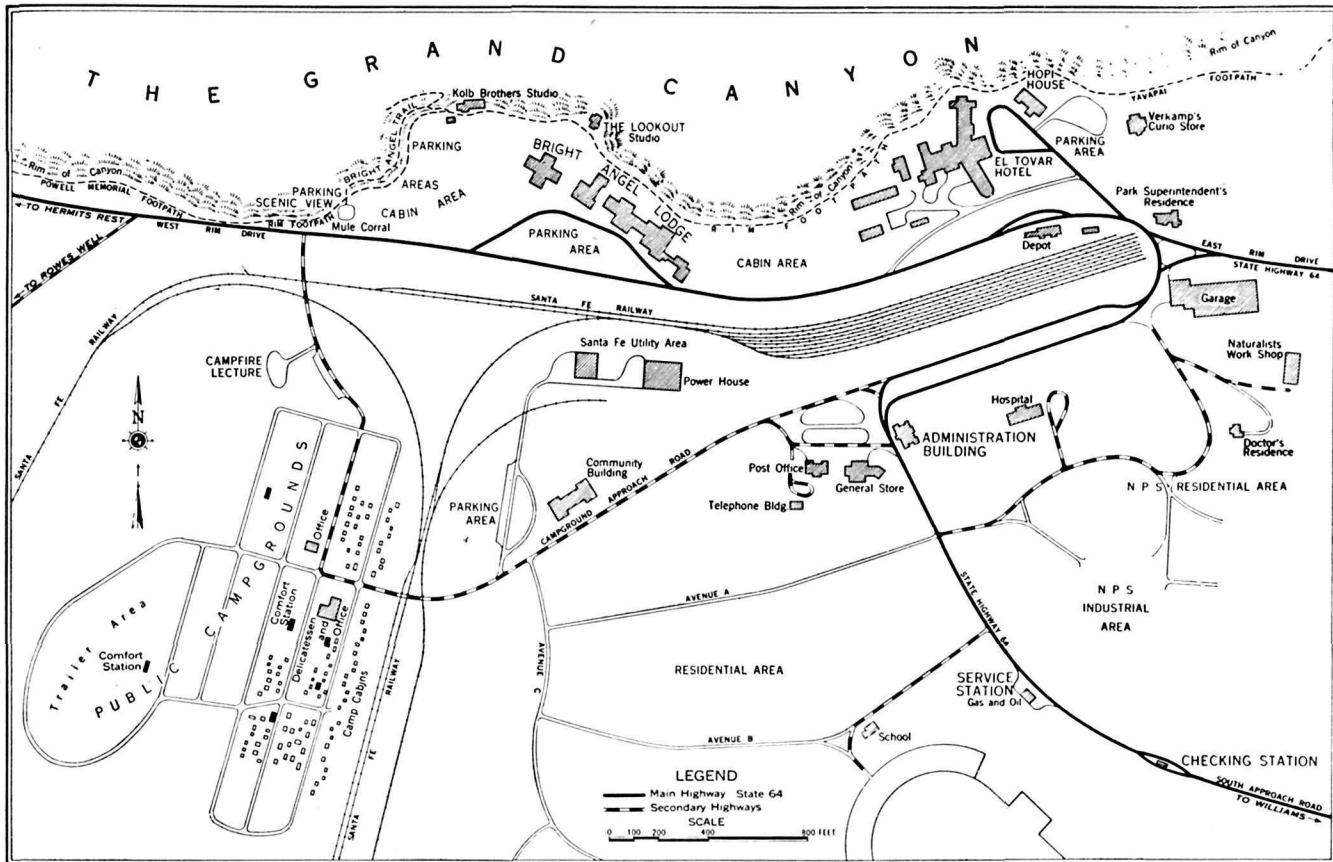 THE GRAND CANYON
Rim of Canyon
YAVAPAI FOOTPATH
HOPI HOUSE
Verkamp's
Curio Store
PARKING
AREA
EL TOVAR
HOTEL
Kolb Brothers Studio
THE LOOKOUT
Studio
BRIGHT ANGEL TRAIL
PARKING
AREAS
CABIN AREA
BRIGHT ANGEL LODGE
Rim of Canyon
RIM FOOTPATH
Rim of Canyon
POWELL MEMORIAL FOOTPATH
PARKING
SCENIC VIEW
RIM FOOTPATH
Mule Corral
TO HERMITS REST
WEST RIM DRIVE
TO ROWES WELL
PARKING
AREA
CABIN AREA
Depot
Park Superintendent's
Residence
EAST RIM DRIVE
STATE HIGHWAY 64
Garage
Naturalists
Work Shop
SANTA FE RAILWAY
SANTA FE RAILWAY
CAMPFIRE
LECTURE
Santa Fe Utility Area
Power House
Hospital
ADMINISTRATION
BUILDING
Doctor's
Residence
N P S RESIDENTIAL AREA
N
Community
Building
PARKING
AREA
CAMPGROUND APPROACH ROAD
Post Office
General Store
Telephone Bldg.
PUBLIC CAMPGROUNDS
Office
Comfort
Station
Delicatessen
and
Office
Trailer Area
Comfort
Station
Camp Cabins
SANTA FE RAILWAY
AVENUE A
AVENUE C
RESIDENTIAL AREA
AVENUE B
School
STATE HIGHWAY 64
N P S
INDUSTRIAL
AREA
SERVICE
STATION
Gas and Oil
CHECKING STATION
SOUTH APPROACH ROAD
TO WILLIAMS
LEGEND
Main Highway State 64
Secondary Highways
SCALE
0 100 200 400 800 FEET